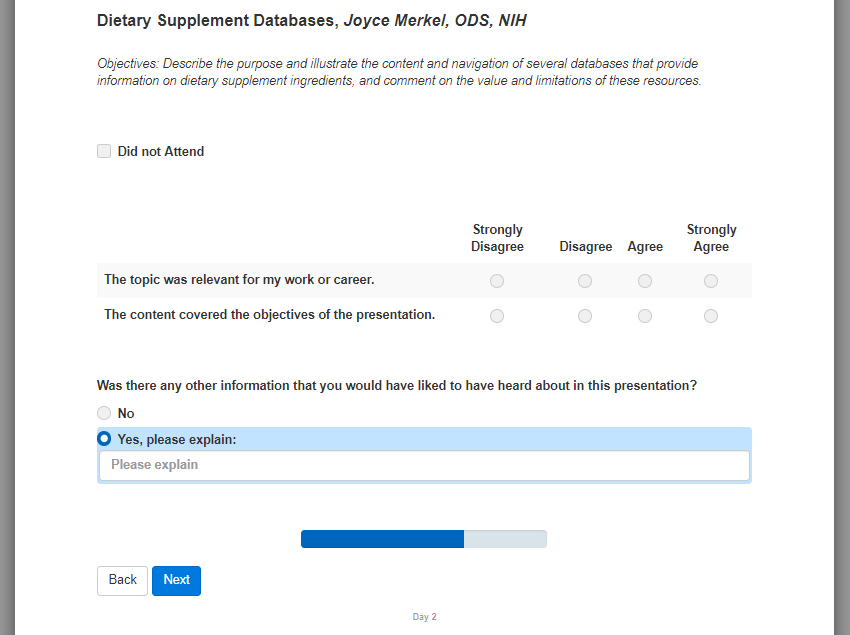 Dietary Supplement Databases, Joyce Merkel, ODS, NIH
Objectives: Describe the purpose and illustrate the content and navigation of several databases that provide
information on dietary supplement ingredients, and comment on the value and limitations of these resources.
Did not Attend
Strongly Disagree Disagree Agree Strongly Agree
The topic was relevant for my work or career.
The content covered the objectives of the presentation.
Was there any other information that you would have liked to have heard about in this presentation?
No
Yes, please explain:
Please explain
Back Next
Day 2